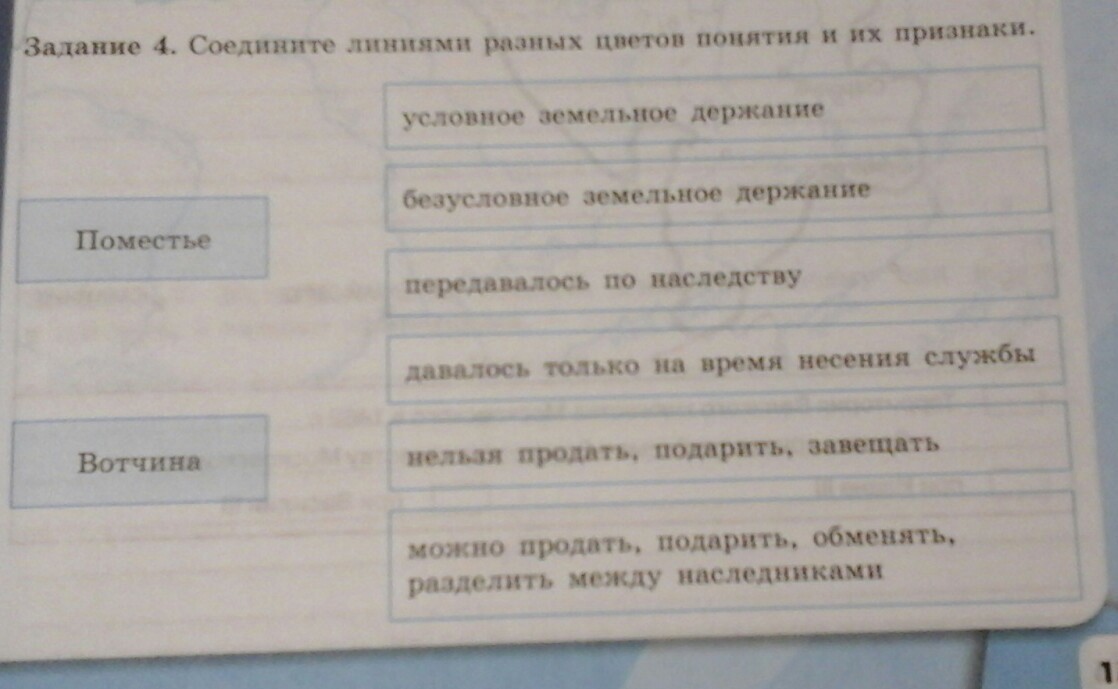 Задание 4. Соедините линиями разных цветов понятия и их признаки.
условное земельное держание
безусловное земельное держание
Поместье
передавалось по наследству
давалось только на время несения службы
Вотчина
нельзя продать, подарить, завещать
можно продать, подарить, обменять,
разделить между наследниками
1